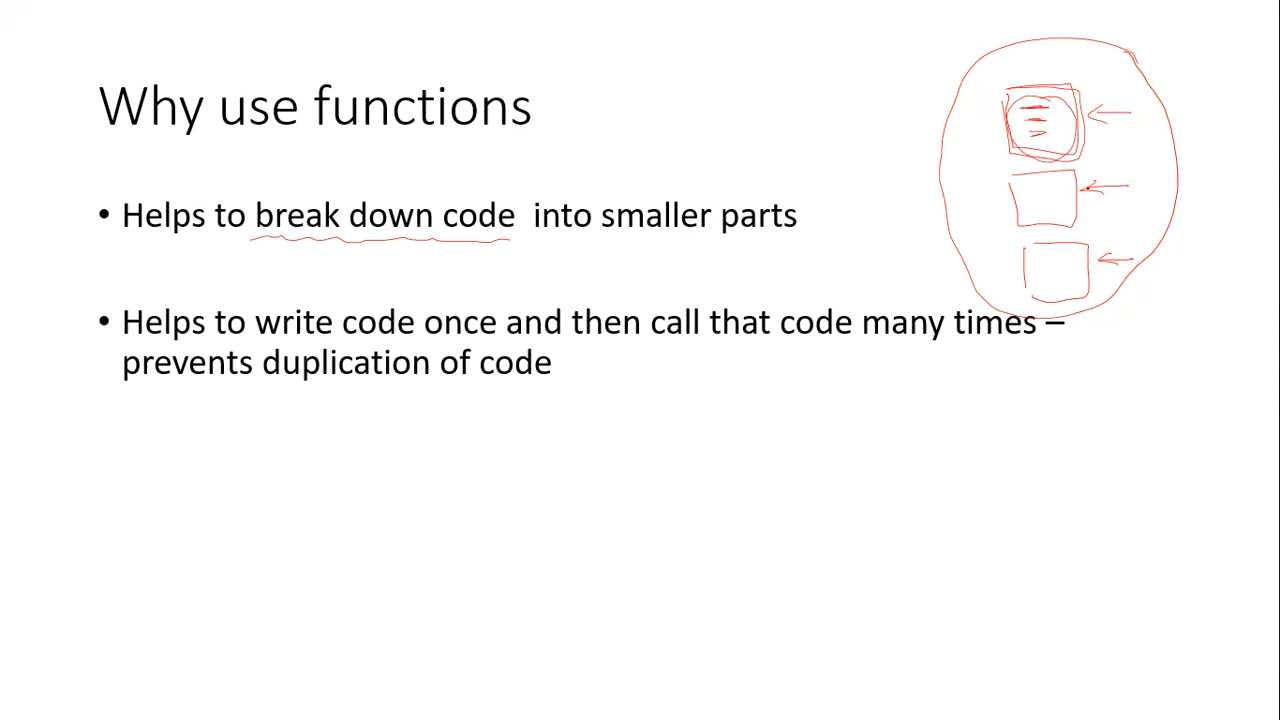 Why use functions
• Helps to break down code  into smaller parts
• Helps to write code once and then call that code many times –
prevents duplication of code